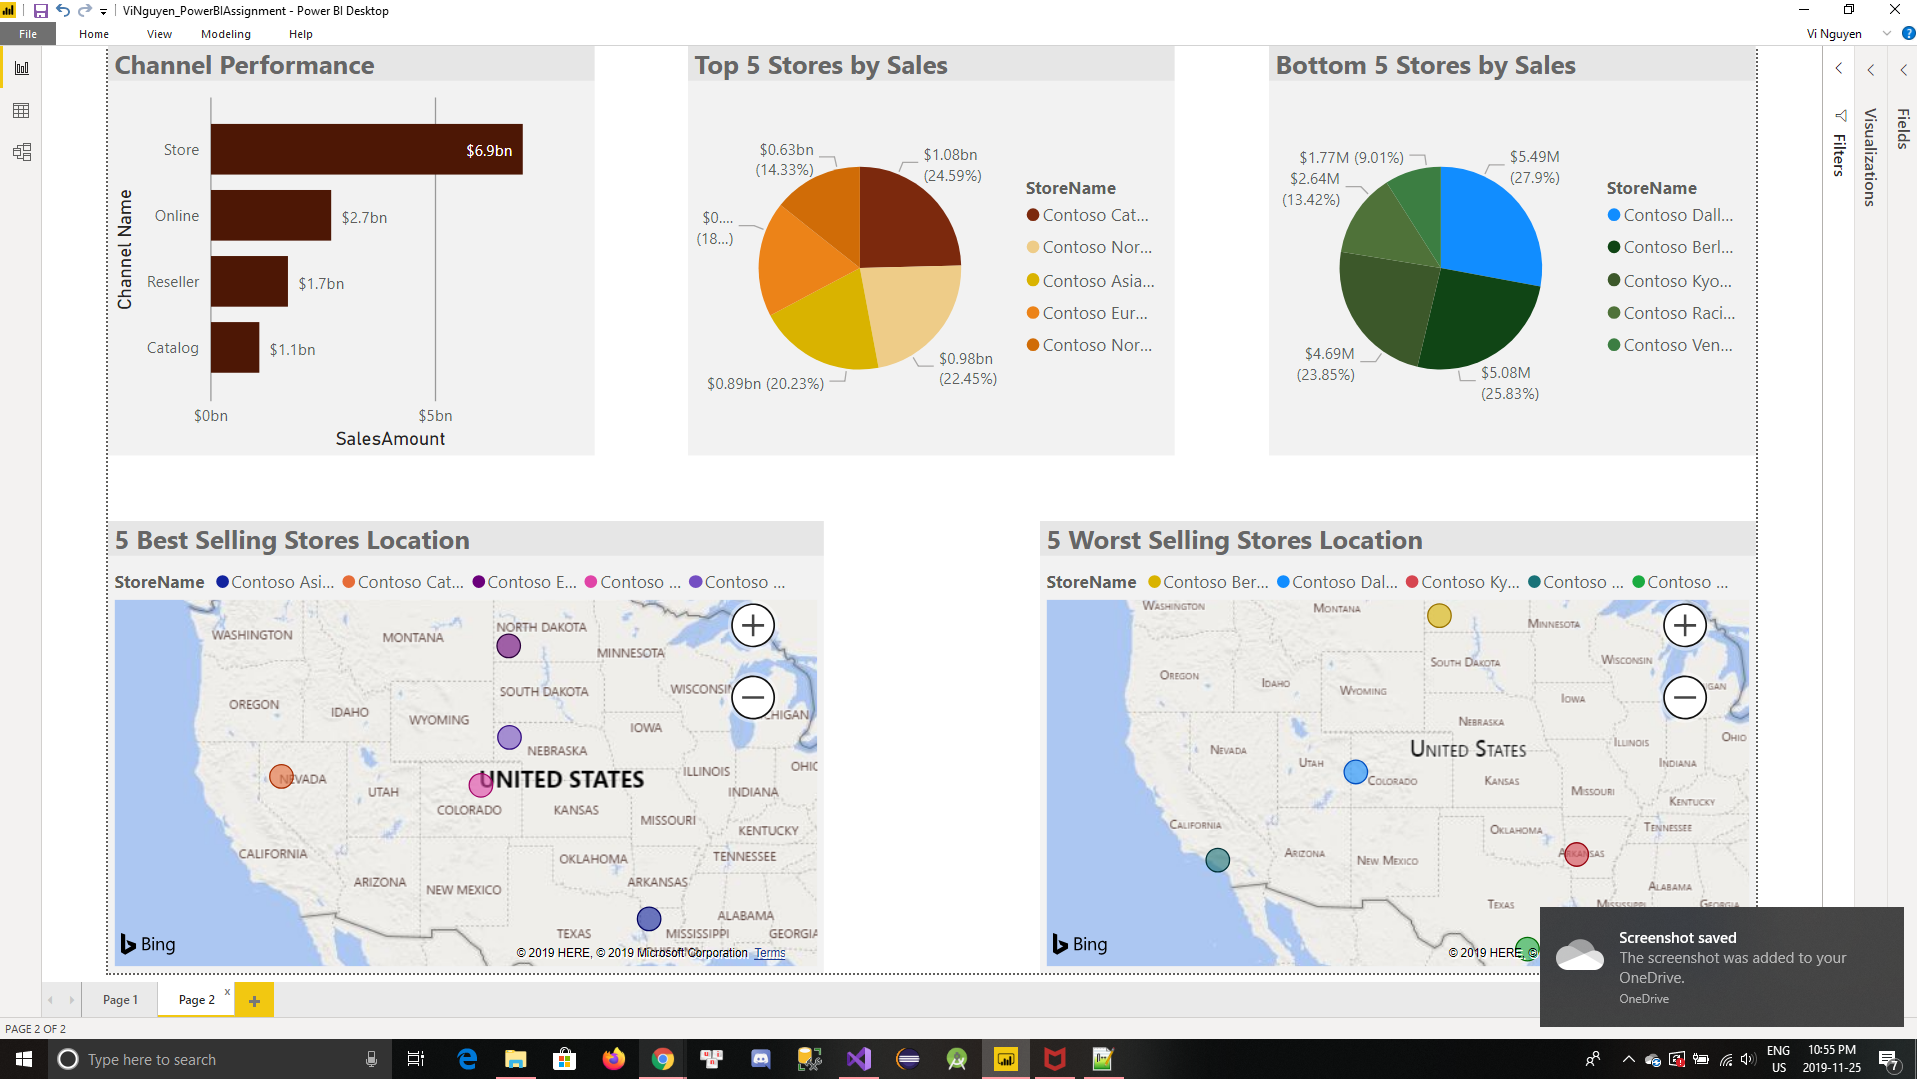 ViNguyen_PowerBIAssignment - Power BI Desktop
File Home View Modeling Help
Vi Nguyen
Channel Performance
Channel Name
Store $6.9bn
Online $2.7bn
Reseller $1.7bn
Catalog $1.1bn
$0bn $5bn
SalesAmount
Top 5 Stores by Sales
$0.63bn
(14.33%)
$1.08bn
(24.59%)
$0....
(18...)
$0.98bn
(22.45%)
$0.89bn (20.23%)
StoreName
Contoso Cat...
Contoso Nor...
Contoso Asia...
Contoso Eur...
Contoso Nor...
Bottom 5 Stores by Sales
$1.77M (9.01%)
$2.64M
(13.42%)
$5.49M
(27.9%)
$4.69M
(23.85%)
$5.08M
(25.83%)
StoreName
Contoso Dall...
Contoso Berl...
Contoso Kyo...
Contoso Raci...
Contoso Ven...
Filters
Visualizations
Fields
5 Best Selling Stores Location
StoreName Contoso Asi... Contoso Cat... Contoso E... Contoso ... Contoso ...
WASHINGTON
MONTANA
NORTH DAKOTA
MINNESOTA
SOUTH DAKOTA
WISCONSI
OREGON
IDAHO
WYOMING
CHIGAN
IOWA
NEBRASKA
NEVADA
UTAH
UNITED STATES
ILLINOIS
OHIO
INDIANA
COLORADO
KANSAS
MISSOURI
KENTUCKY
CALIFORNIA
OKLAHOMA
TENNESSEE
ARIZONA
NEW MEXICO
ARKANSAS
ALABAMA
TEXAS
MISSISSIPPI
GEORGIA
Bing
© 2019 HERE, © 2019 Microsoft Corporation Terms
5 Worst Selling Stores Location
StoreName Contoso Ber... Contoso Dal... Contoso Ky... Contoso ... Contoso ...
WASHINGTON
MONTANA
MINNESOTA
SOUTH DAKOTA
WISCONSIN
OREGON
IDAHO
WYOMING
IGAN
IOWA
NEBRASKA
NEVADA
UTAH
UNITED STATES
ILLINOIS
OHIO
INDIANA
COLORADO
KANSAS
MISSOURI
KENTUCKY
CALIFORNIA
OKLAHOMA
TENNESSEE
ARIZONA
NEW MEXICO
ARKANSAS
ALABAMA
TEXAS
MISSISSIPPI
GEORGIA
Bing
© 2019 HERE, ©
Screenshot saved
The screenshot was added to your
OneDrive.
OneDrive
Page 1 Page 2 x +
PAGE 2 OF 2
Type here to search
ENG
US
10:55 PM
2019-11-25
7